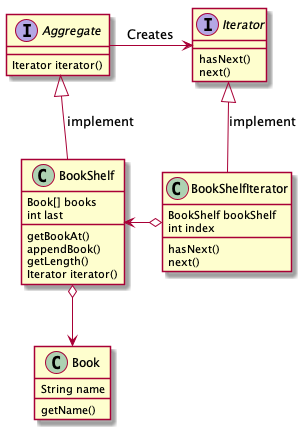 I Aggregate
Iterator iterator()
Creates
I Iterator
hasNext()
next()
implement
implement
C BookShelf
Book[] books
int last
getBookAt()
appendBook()
getLength()
Iterator iterator()
C BookShelfIterator
BookShelf bookShelf
int index
hasNext()
next()
C Book
String name
getName()